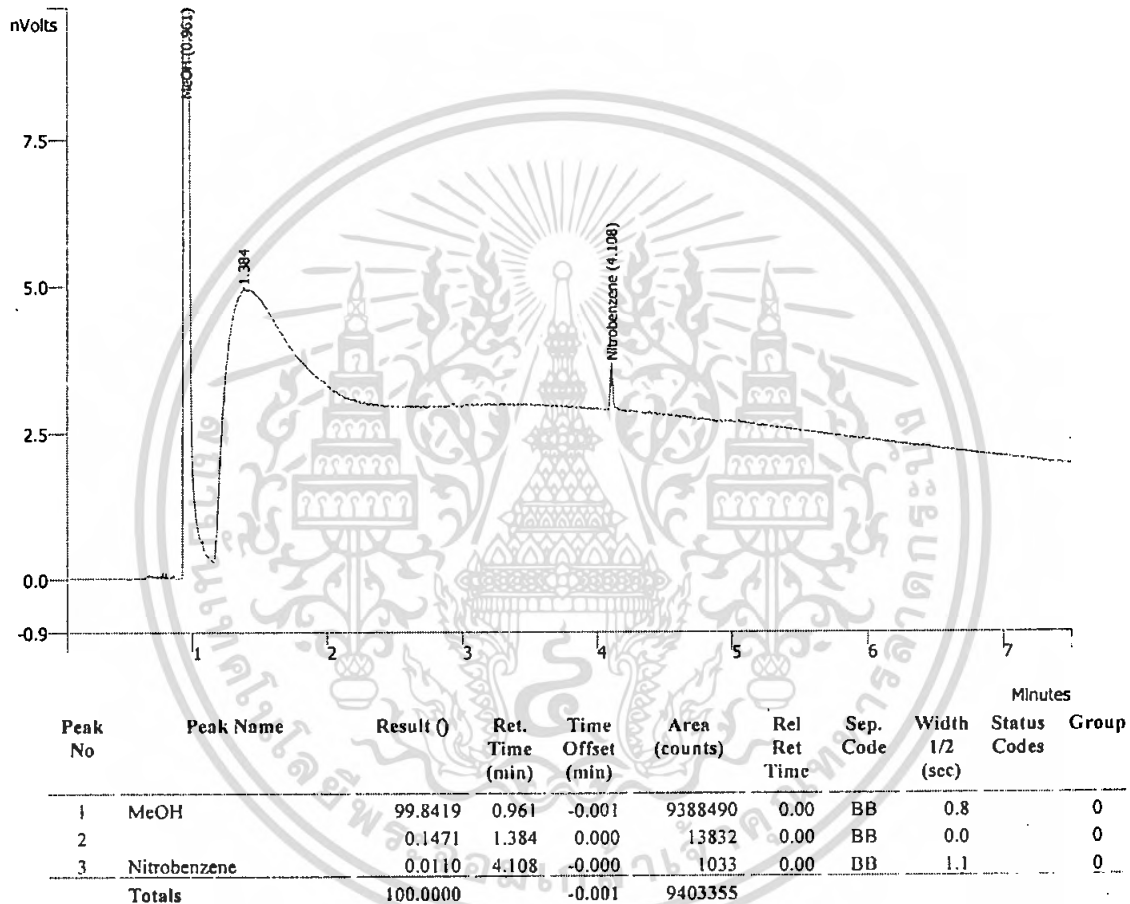 nVolts
MeOH (0.961)
7.5
5.0
1.384
Nitrobenzene (4.108)
2.5
0.0
-0.9
1 2 3 4 5 6 7
Minutes
Peak No Peak Name Result () Ret. Time (min) Time Offset (min) Area (counts) Rel Ret Time Sep. Code Width 1/2 (sec) Status Codes Group
1 MeOH 99.8419 0.961 -0.001 9388490 0.00 BB 0.8 0
2 0.1471 1.384 0.000 13832 0.00 BB 0.0 0
3 Nitrobenzene 0.0110 4.108 -0.000 1033 0.00 BB 1.1 0
Totals 100.0000 -0.001 9403355